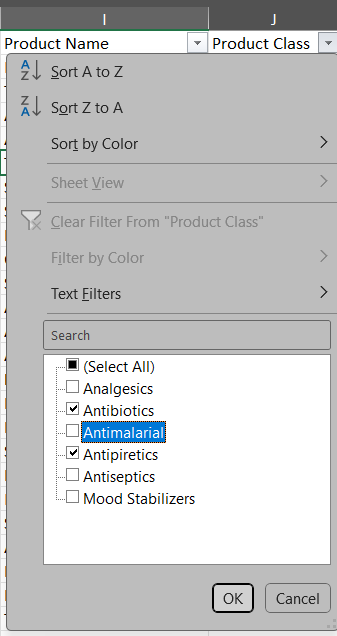 I J
Product Name Product Class
Sort A to Z
Sort Z to A
Sort by Color
Sheet View
Clear Filter From "Product Class"
Filter by Color
Text Filters
Search
(Select All)
Analgesics
Antibiotics
Antimalarial
Antipiretics
Antiseptics
Mood Stabilizers
OK Cancel